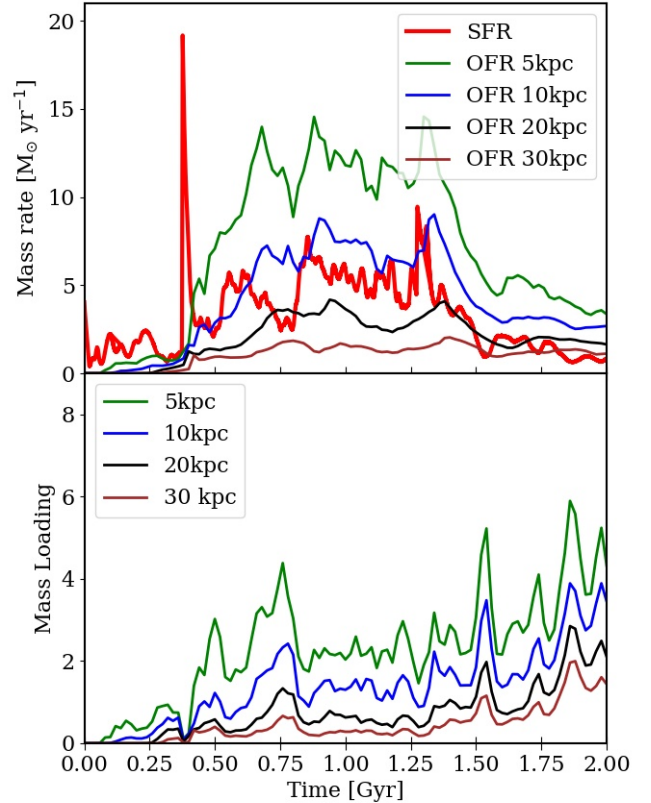 20
15
10
5
0
Mass rate [M⊙ yr⁻¹]
SFR
OFR 5kpc
OFR 10kpc
OFR 20kpc
OFR 30kpc
8
6
4
2
0
Mass Loading
5kpc
10kpc
20kpc
30 kpc
0.00 0.25 0.50 0.75 1.00 1.25 1.50 1.75 2.00
Time [Gyr]